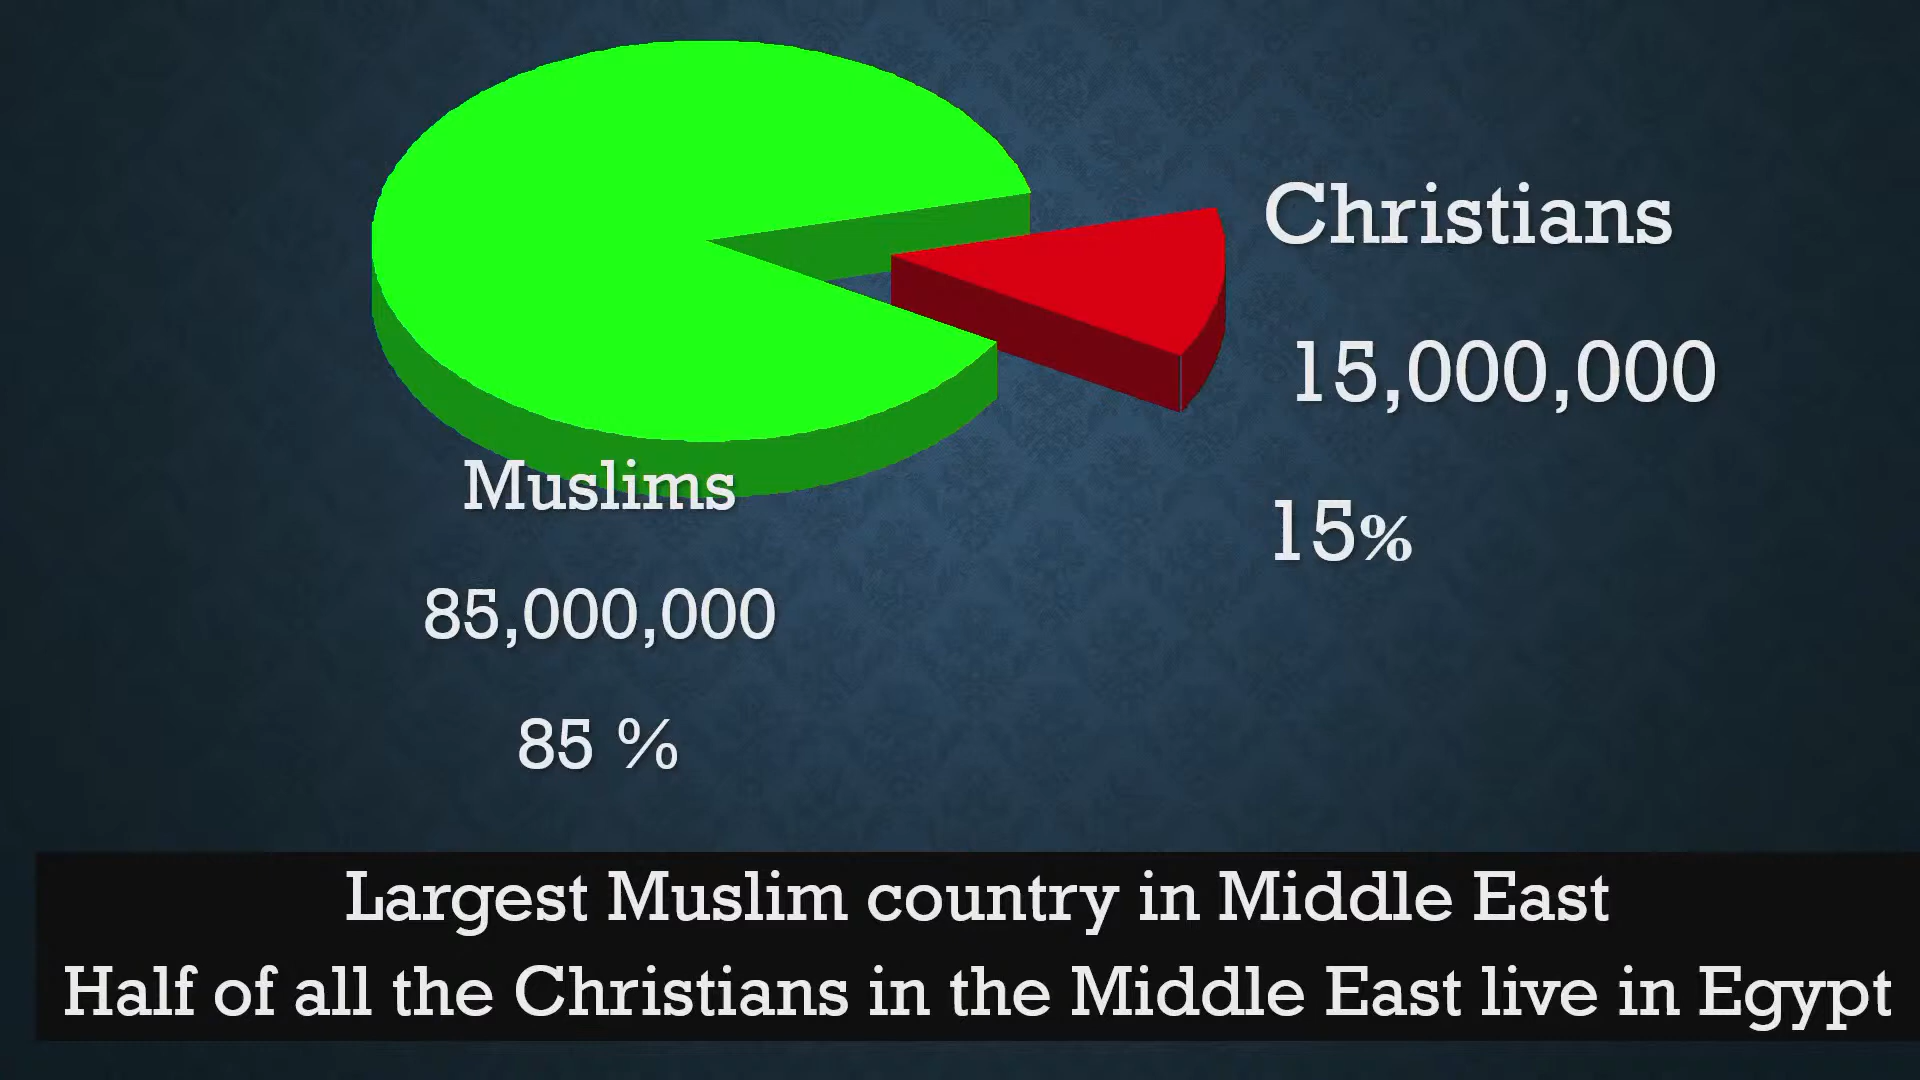 Christians
15,000,000
15%
Muslims
85,000,000
85 %
Largest Muslim country in Middle East
Half of all the Christians in the Middle East live in Egypt